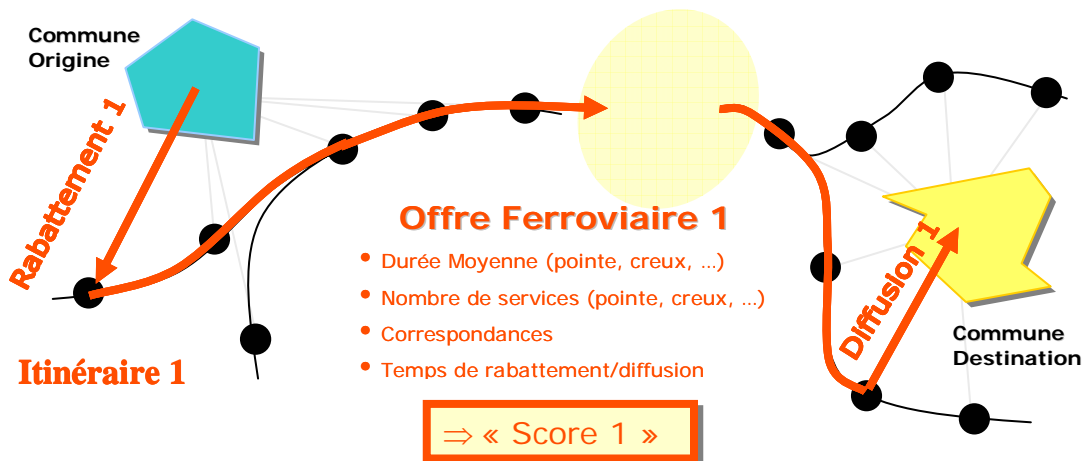 Commune
Origine
Rabattement 1
Offre Ferroviaire 1
• Durée Moyenne (pointe, creux, ...)
• Nombre de services (pointe, creux, ...)
• Correspondances
• Temps de rabattement/diffusion
Diffusion 1
Commune
Destination
Itinéraire 1
⇒ « Score 1 »